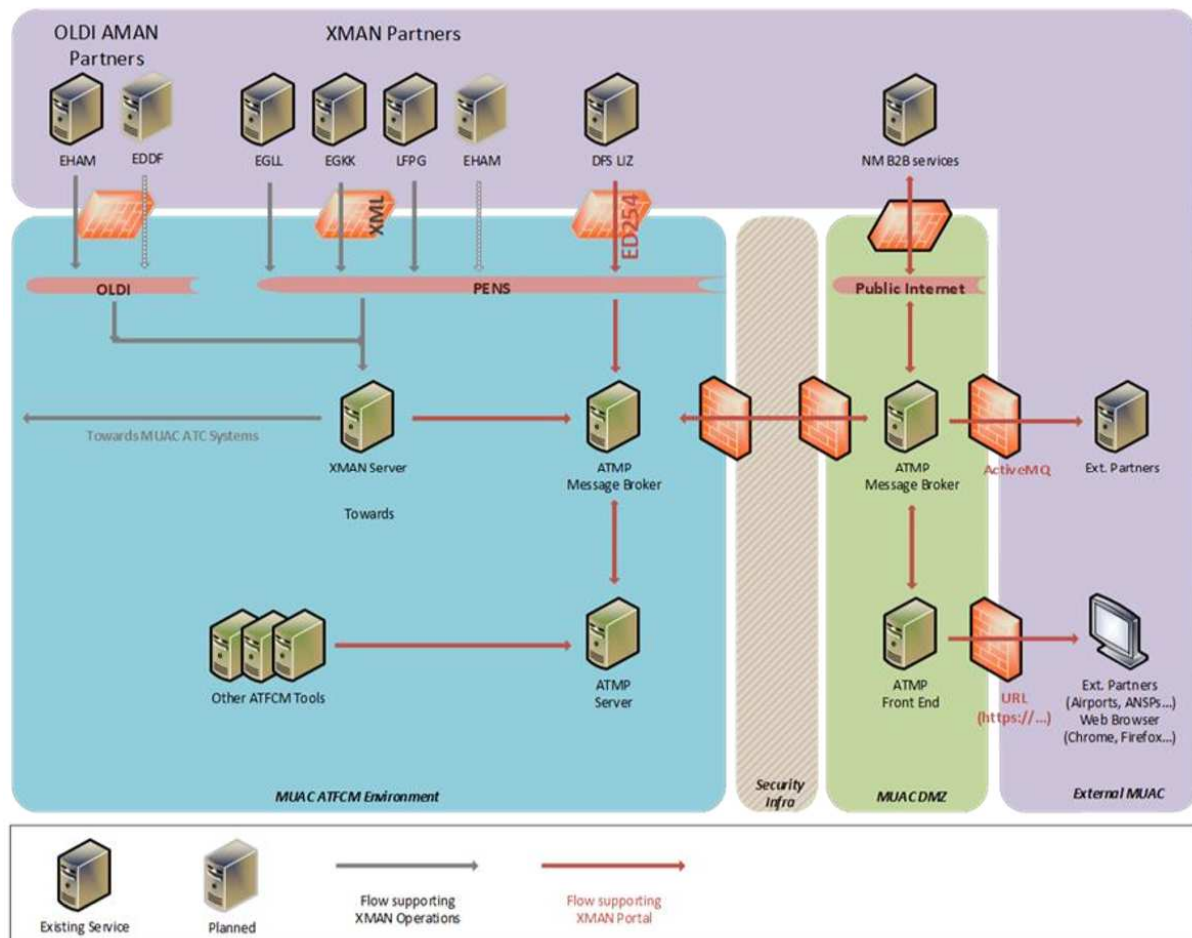 OLDI AMAN
Partners
XMAN Partners
EHAM
EDDF
EGLL
EGKK
LFPG
EHAM
DFS LIZ
NM B2B services
XML
ED254
OLDI
PENS
Public Internet
Towards MUAC ATC Systems
XMAN Server
ATMP
Message Broker
ATMP
Message Broker
ActiveMQ
Ext. Partners
Towards
Other ATFCM Tools
ATMP
Server
ATMP
Front End
URL
(https://...)
Ext. Partners
(Airports, ANSPs...)
Web Browser
(Chrome, Firefox...)
MUAC ATFCM Environment
Security
Infra
MUAC DMZ
External MUAC
Existing Service
Planned
Flow supporting
XMAN Operations
Flow supporting
XMAN Portal